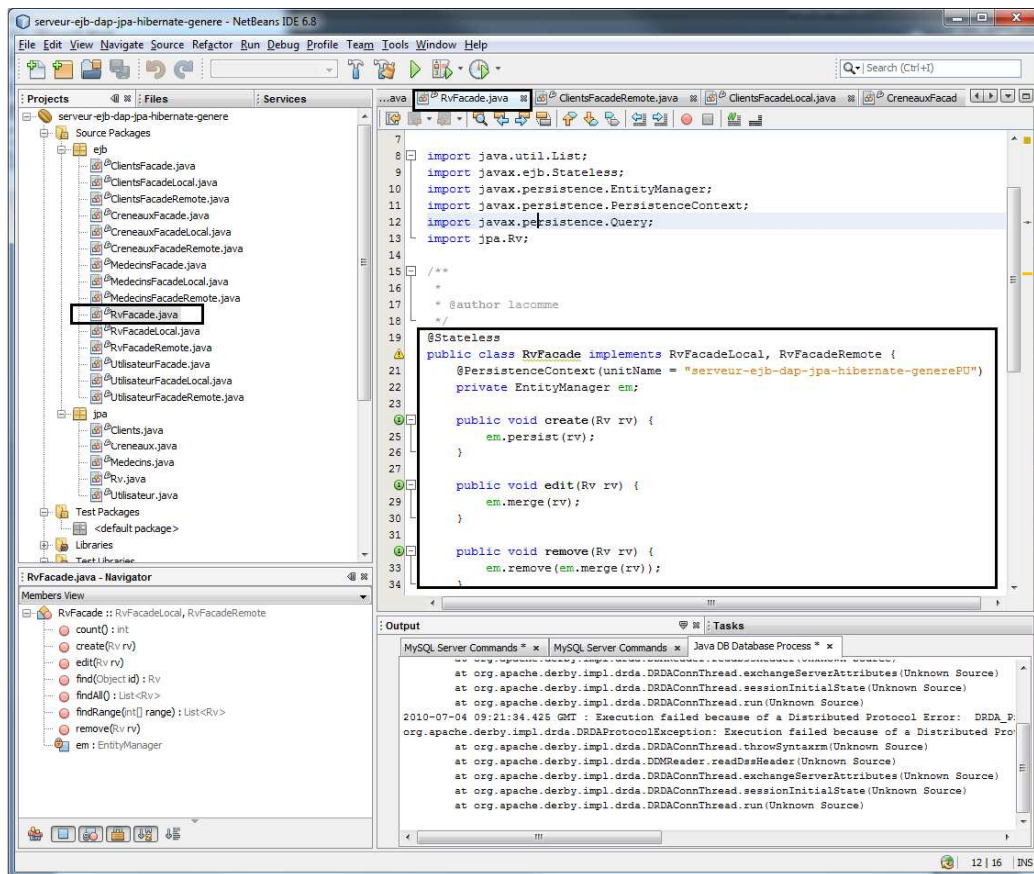 serveur-ejb-dap-jpa-hibernate-genere - NetBeans IDE 6.8
File Edit View Navigate Source Refactor Run Debug Profile Team Tools Window Help
Search (Ctrl+I)
Projects Files Services
serveur-ejb-dap-jpa-hibernate-genere
Source Packages
ejb
ClientsFacade.java
ClientsFacadeLocal.java
ClientsFacadeRemote.java
CreneauxFacade.java
CreneauxFacadeLocal.java
CreneauxFacadeRemote.java
MedecinsFacade.java
MedecinsFacadeLocal.java
MedecinsFacadeRemote.java
RvFacade.java
RvFacadeLocal.java
RvFacadeRemote.java
UtilisateurFacade.java
UtilisateurFacadeLocal.java
UtilisateurFacadeRemote.java
jpa
Clients.java
Creneaux.java
Medecins.java
Rv.java
Utilisateur.java
Test Packages
<default package>
Libraries
Test Libraries
RvFacade.java - Navigator
Members View
RvFacade :: RvFacadeLocal, RvFacadeRemote
count() : int
create(Rv rv)
edit(Rv rv)
find(Object id) : Rv
findAll() : List<Rv>
findRange(int[] range) : List<Rv>
remove(Rv rv)
em : EntityManager
...ava RvFacade.java ClientsFacadeRemote.java ClientsFacadeLocal.java CreneauxFacad
7
8 import java.util.List;
9 import javax.ejb.Stateless;
10 import javax.persistence.EntityManager;
11 import javax.persistence.PersistenceContext;
12 import javax.persistence.Query;
13 import jpa.Rv;
14
15 /**
16 *
17 * @author lacomme
18 */
19 @Stateless
public class RvFacade implements RvFacadeLocal, RvFacadeRemote {
21 @PersistenceContext(unitName = "serveur-ejb-dap-jpa-hibernate-generePU")
22 private EntityManager em;
23
public void create(Rv rv) {
25 em.persist(rv);
26 }
27
public void edit(Rv rv) {
29 em.merge(rv);
30 }
31
public void remove(Rv rv) {
33 em.remove(em.merge(rv));
34 }
Output Tasks
MySQL Server Commands * MySQL Server Commands Java DB Database Process *
at org.apache.derby.impl.drda.DDMReader.readDssHeader(Unknown Source)
at org.apache.derby.impl.drda.DRDAConnThread.exchangeServerAttributes(Unknown Source)
at org.apache.derby.impl.drda.DRDAConnThread.sessionInitialState(Unknown Source)
at org.apache.derby.impl.drda.DRDAConnThread.run(Unknown Source)
2010-07-04 09:21:34.425 GMT : Execution failed because of a Distributed Protocol Error: DRDA_P
org.apache.derby.impl.drda.DRDAProtocolException: Execution failed because of a Distributed Pro
at org.apache.derby.impl.drda.DRDAConnThread.throwSyntaxrm(Unknown Source)
at org.apache.derby.impl.drda.DDMReader.readDssHeader(Unknown Source)
at org.apache.derby.impl.drda.DRDAConnThread.exchangeServerAttributes(Unknown Source)
at org.apache.derby.impl.drda.DRDAConnThread.sessionInitialState(Unknown Source)
at org.apache.derby.impl.drda.DRDAConnThread.run(Unknown Source)
12 | 16 INS